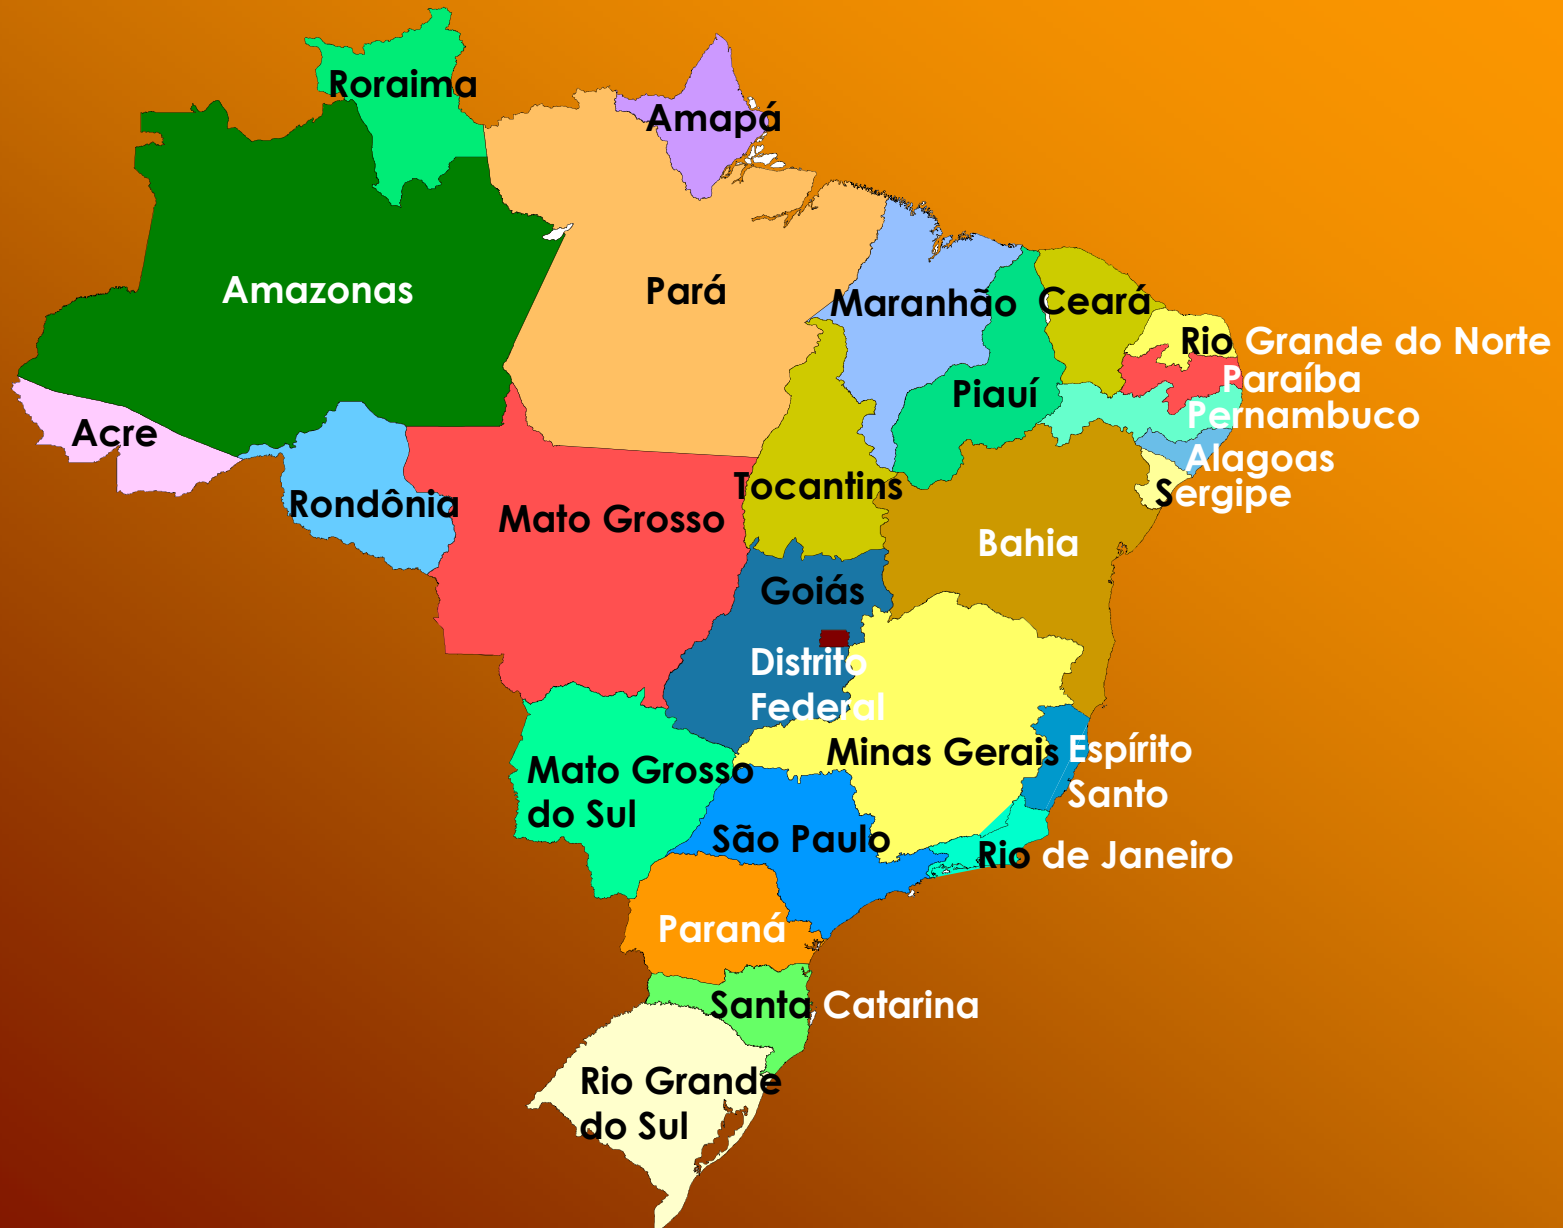 Roraima
Amapá
Amazonas
Pará
Maranhão
Ceará
Rio Grande do Norte
Paraíba
Piauí
Pernambuco
Acre
Alagoas
Tocantins
Sergipe
Rondônia
Mato Grosso
Bahia
Goiás
Distrito
Federal
Minas Gerais
Espírito
Santo
Mato Grosso
do Sul
São Paulo
Rio de Janeiro
Paraná
Santa Catarina
Rio Grande
do Sul